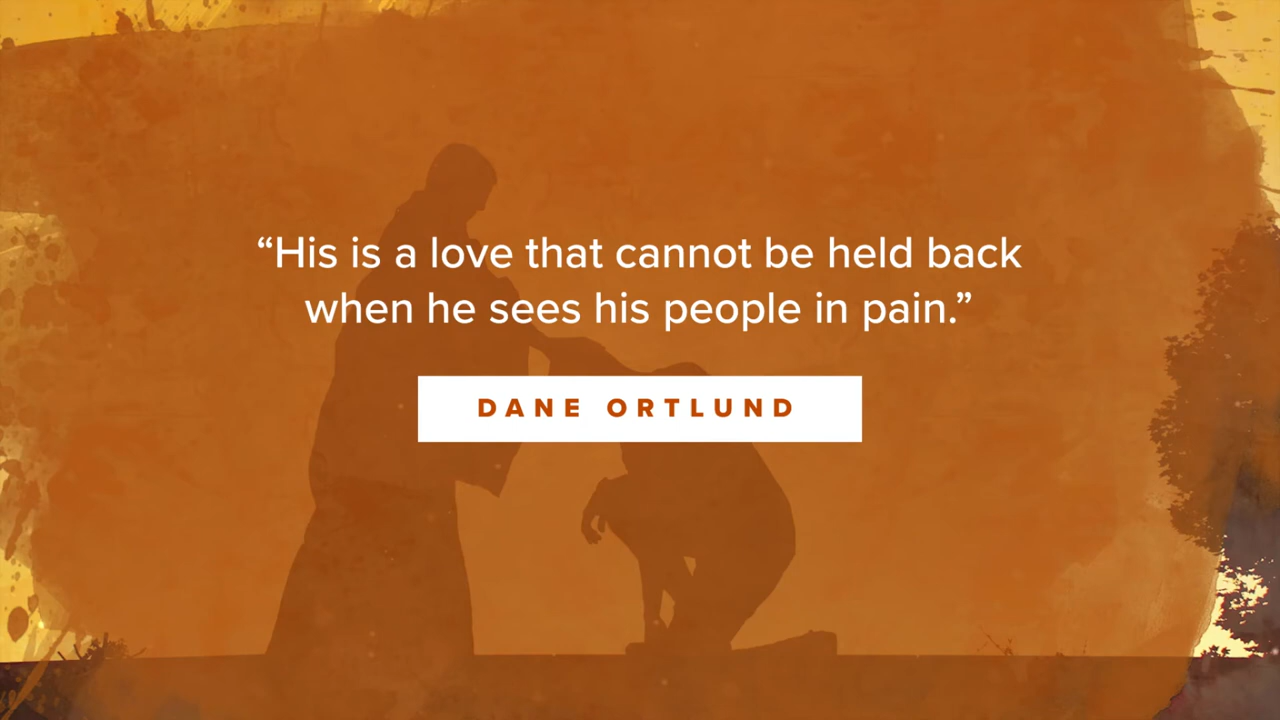 “His is a love that cannot be held back
when he sees his people in pain.”
DANE ORTLUND